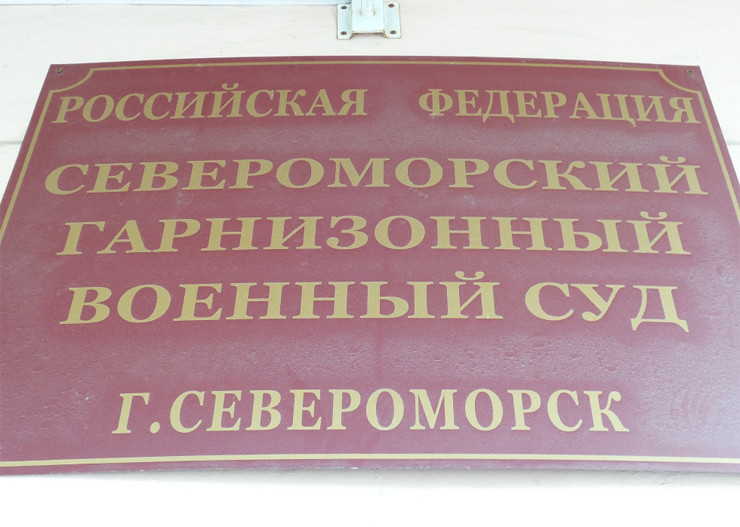 РОССИЙСКАЯ ФЕДЕРАЦИЯ
СЕВЕРОМОРСКИЙ
ГАРНИЗОННЫЙ
ВОЕННЫЙ СУД
Г.СЕВЕРОМОРСК